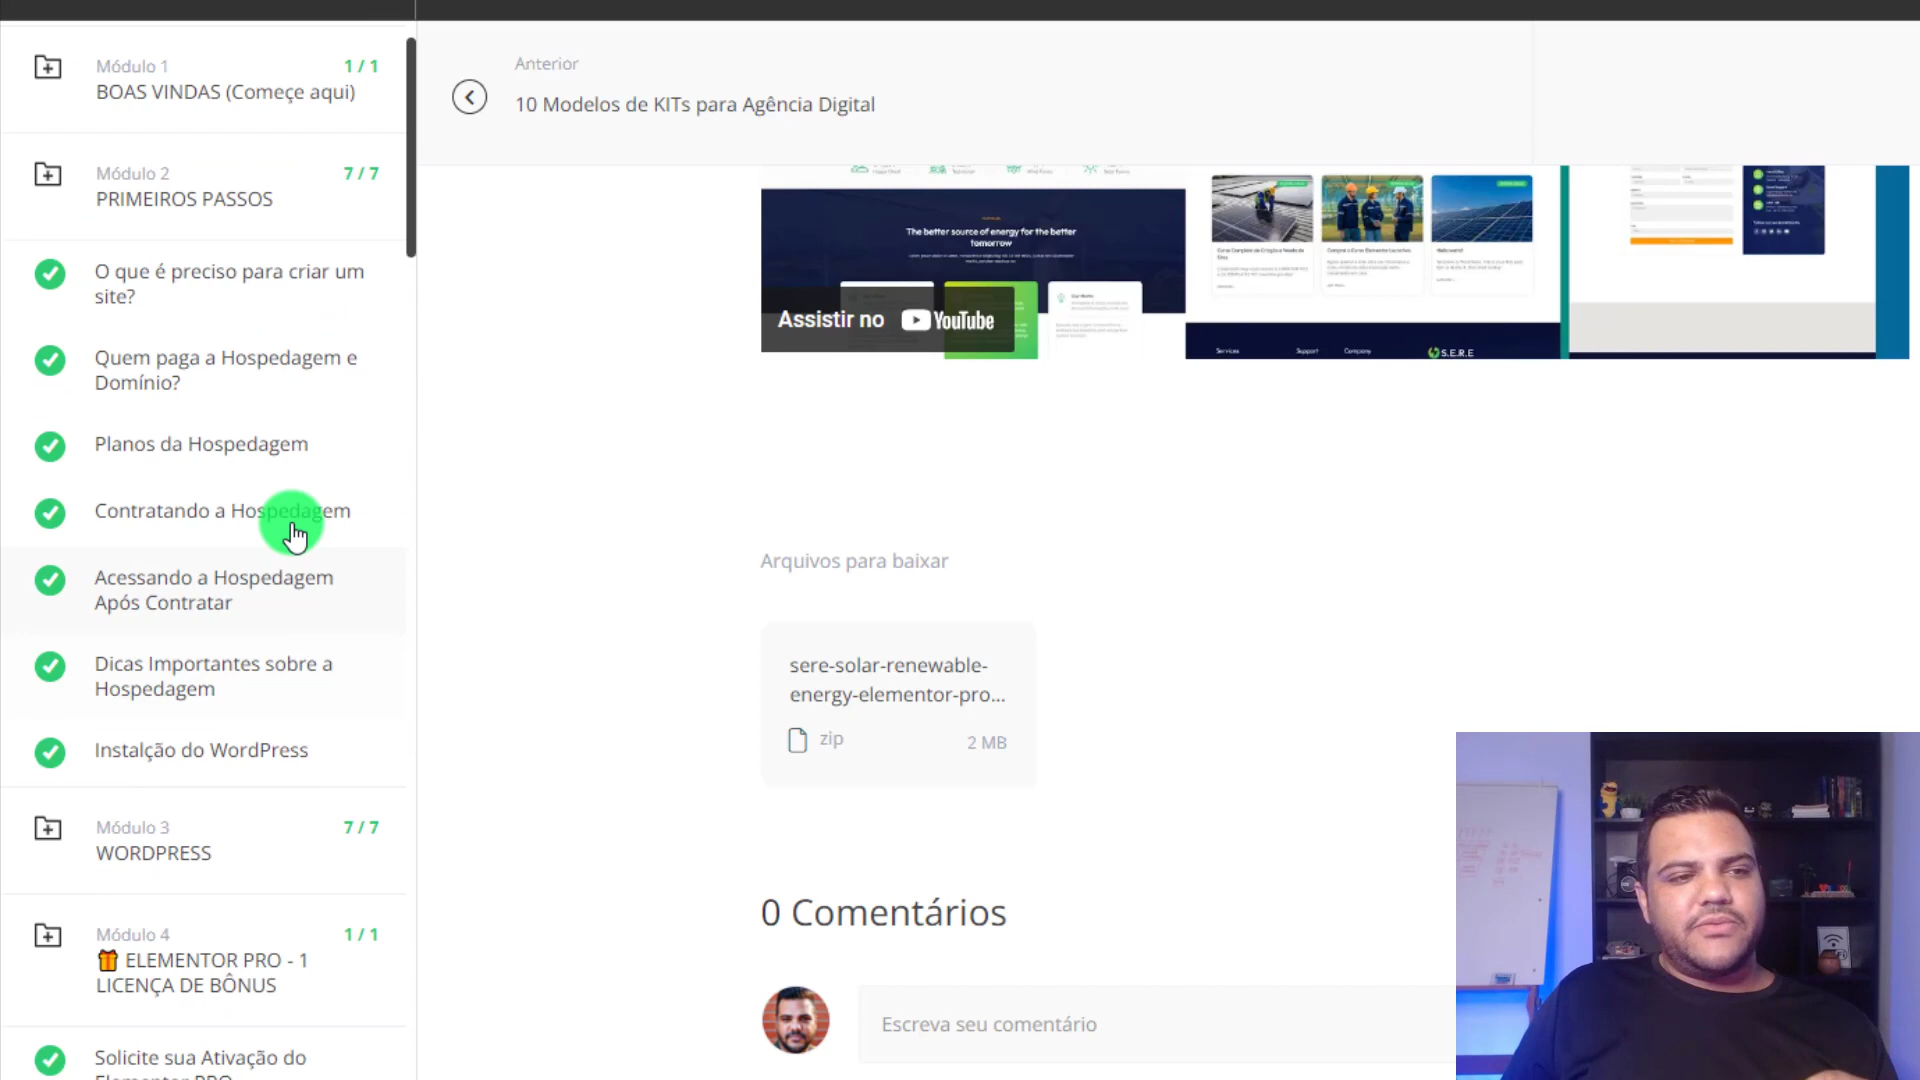 Módulo 1
1 / 1
BOAS VINDAS (Começe aqui)
Módulo 2
7 / 7
PRIMEIROS PASSOS
O que é preciso para criar um
site?
Quem paga a Hospedagem e
Domínio?
Planos da Hospedagem
Contratando a Hospedagem
Acessando a Hospedagem
Após Contratar
Dicas Importantes sobre a
Hospedagem
Instalção do WordPress
Módulo 3
7 / 7
WORDPRESS
Módulo 4
1 / 1
ELEMENTOR PRO - 1
LICENÇA DE BÔNUS
Solicite sua Ativação do
Elementor PRO
Anterior
10 Modelos de KITs para Agência Digital
The better source of energy for the better
tomorrow
Assistir no YouTube
Services
Support
Company
S.E.R.E
Arquivos para baixar
sere-solar-renewable-
energy-elementor-pro...
zip
2 MB
0 Comentários
Escreva seu comentário